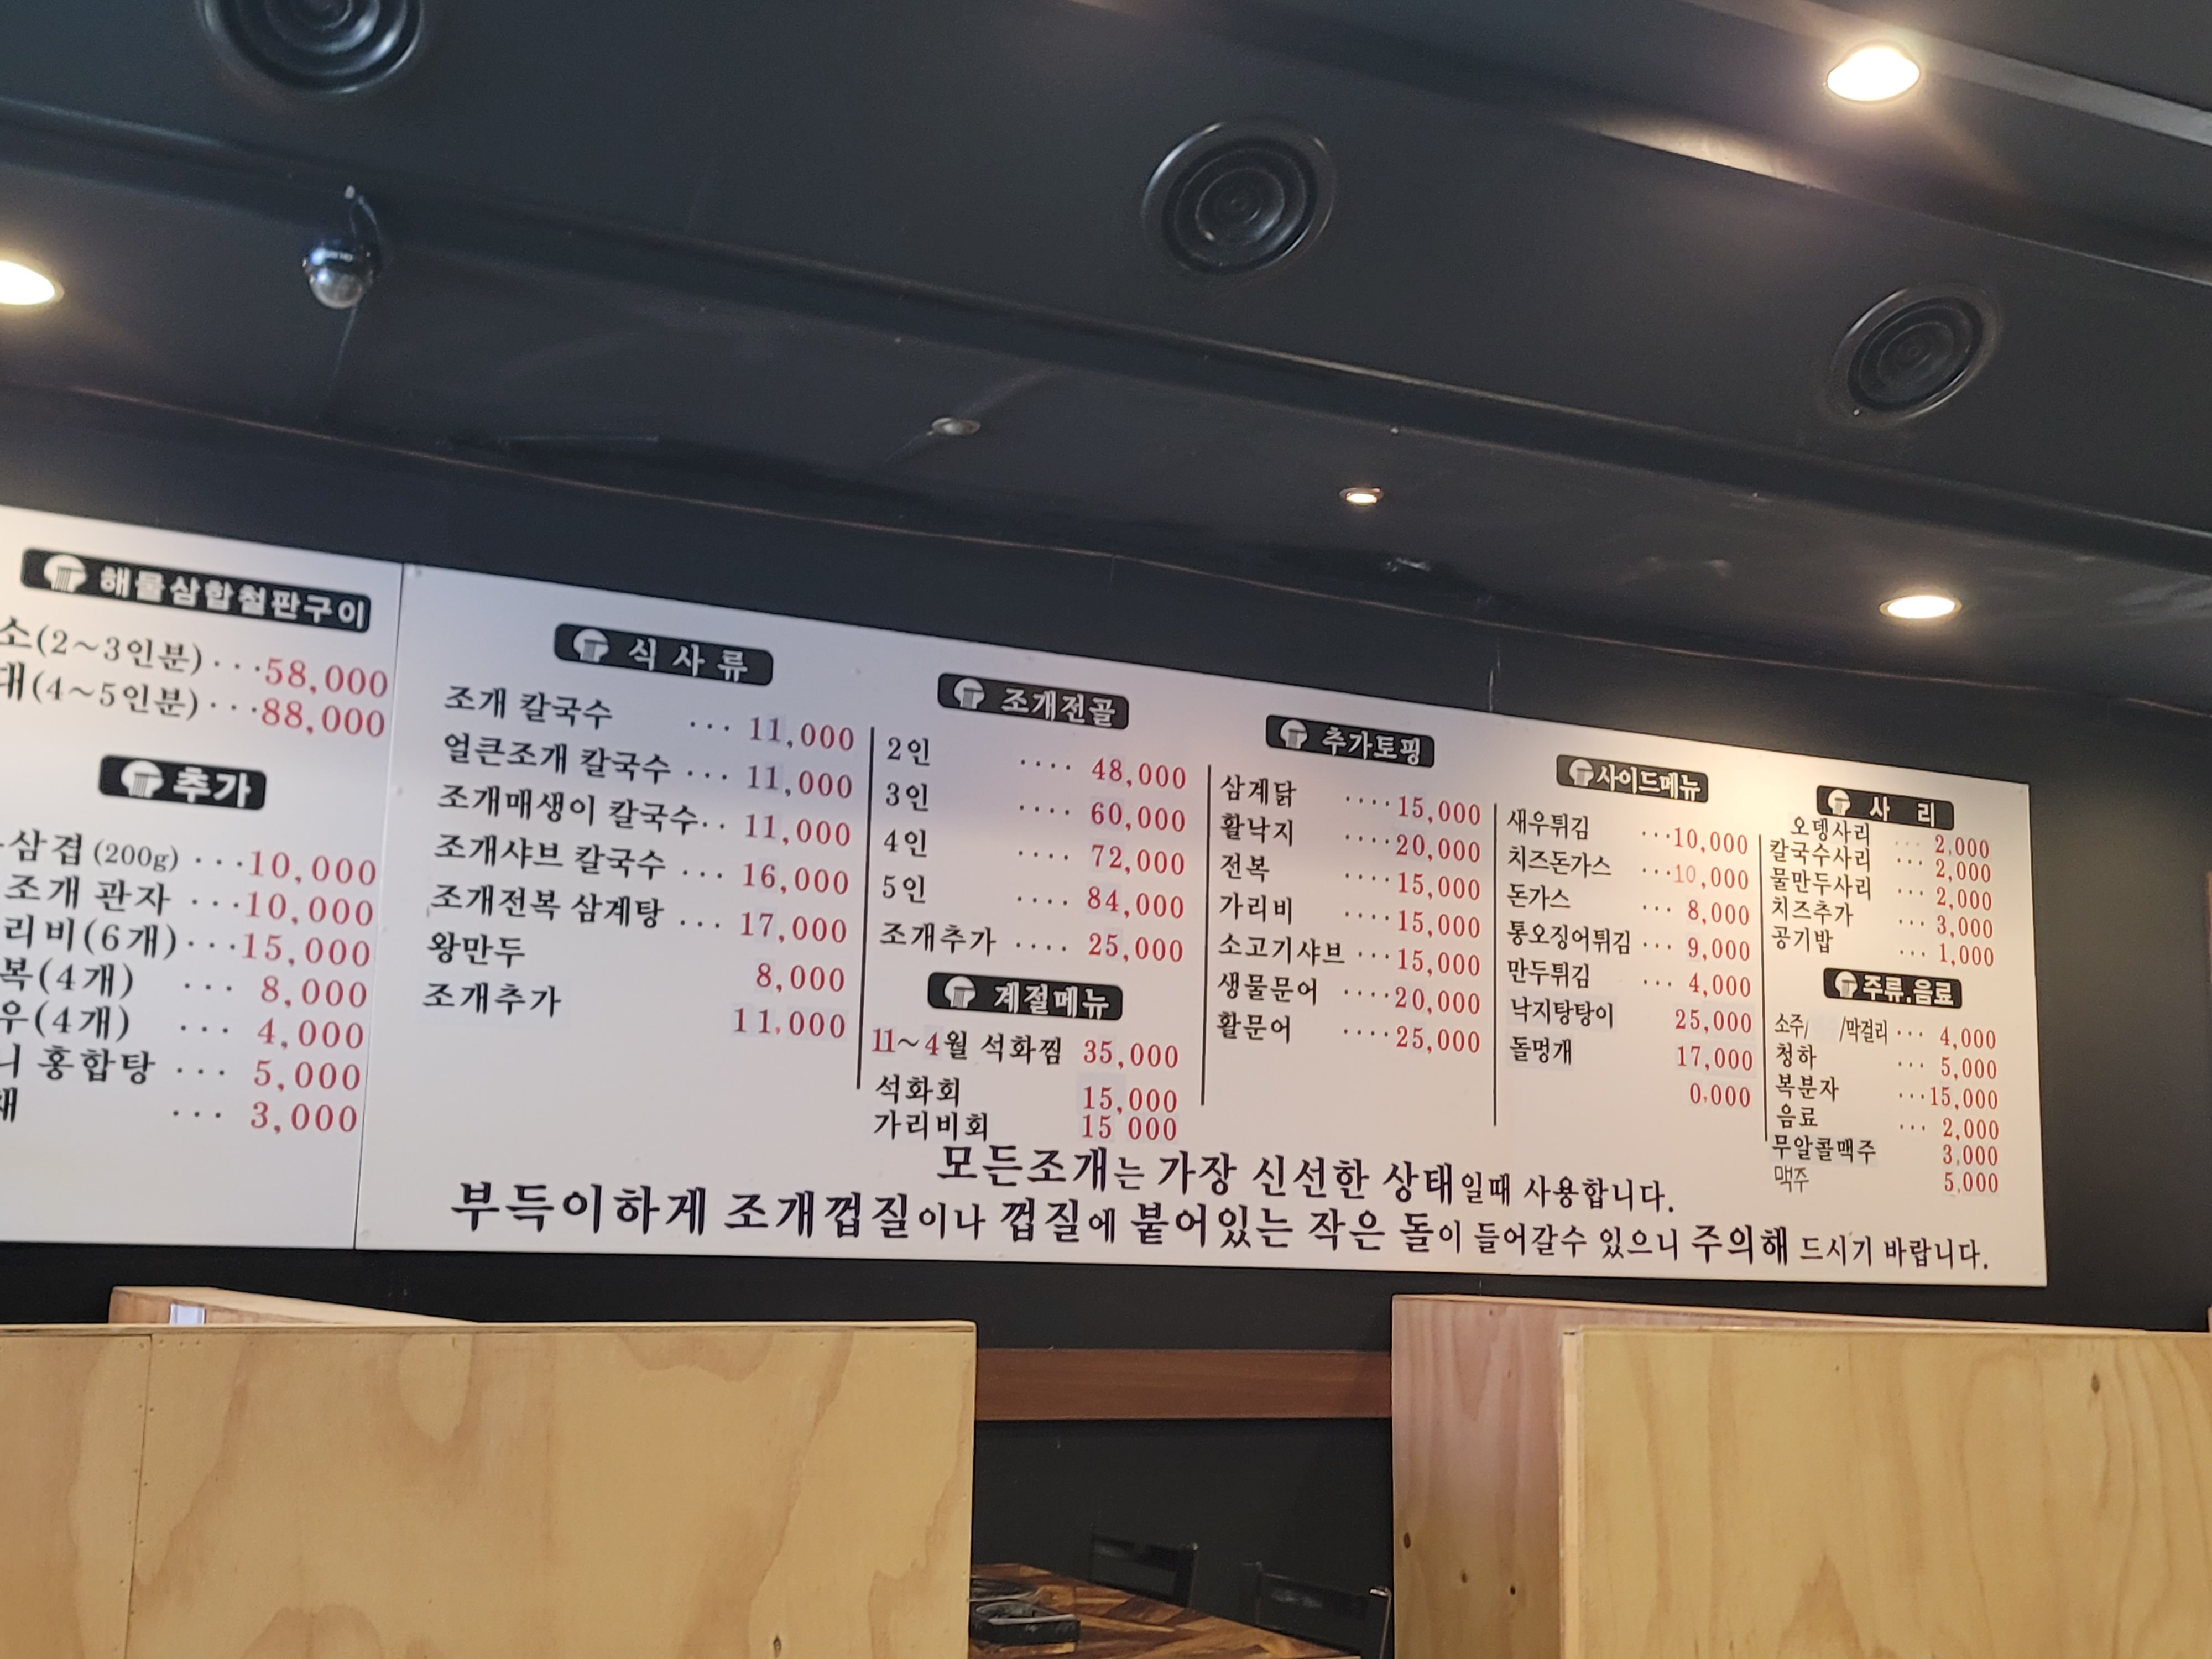 해물삼합철판구이
소(2~3인분)···58,000
대(4~5인분)···88,000
추가
삼겹(200g)···10,000
조개 관자···10,000
리비(6개)···15,000
복(4개)···8,000
우(4개)···4,000
니 홍합탕···5,000
···3,000
식사류
조개 칼국수···11,000
얼큰조개 칼국수···11,000
조개매생이 칼국수··11,000
조개샤브 칼국수···16,000
조개전복 삼계탕···17,000
왕만두 8,000
조개추가 11,000
조개전골
2인····48,000
3인····60,000
4인····72,000
5인····84,000
조개추가····25,000
계절메뉴
11~4월 석화찜 35,000
석화회 15,000
가리비회 15 000
추가토핑
삼계닭····15,000
활낙지····20,000
전복····15,000
가리비····15,000
소고기샤브···15,000
생물문어····20,000
활문어····25,000
사이드메뉴
새우튀김···10,000
치즈돈가스···10,000
돈가스···8,000
통오징어튀김···9,000
만두튀김···4,000
낙지탕탕이 25,000
돌멍개 17,000
0,000
사리
오뎅사리···2,000
칼국수사리···2,000
물만두사리···2,000
치즈추가···3,000
공기밥···1,000
주류.음료
소주/ /막걸리···4,000
청하···5,000
복분자···15,000
음료···2,000
무알콜맥주 3,000
맥주 5,000
모든조개는 가장 신선한 상태일때 사용합니다.
부득이하게 조개껍질이나 껍질에 붙어있는 작은 돌이 들어갈수 있으니 주의해 드시기 바랍니다.